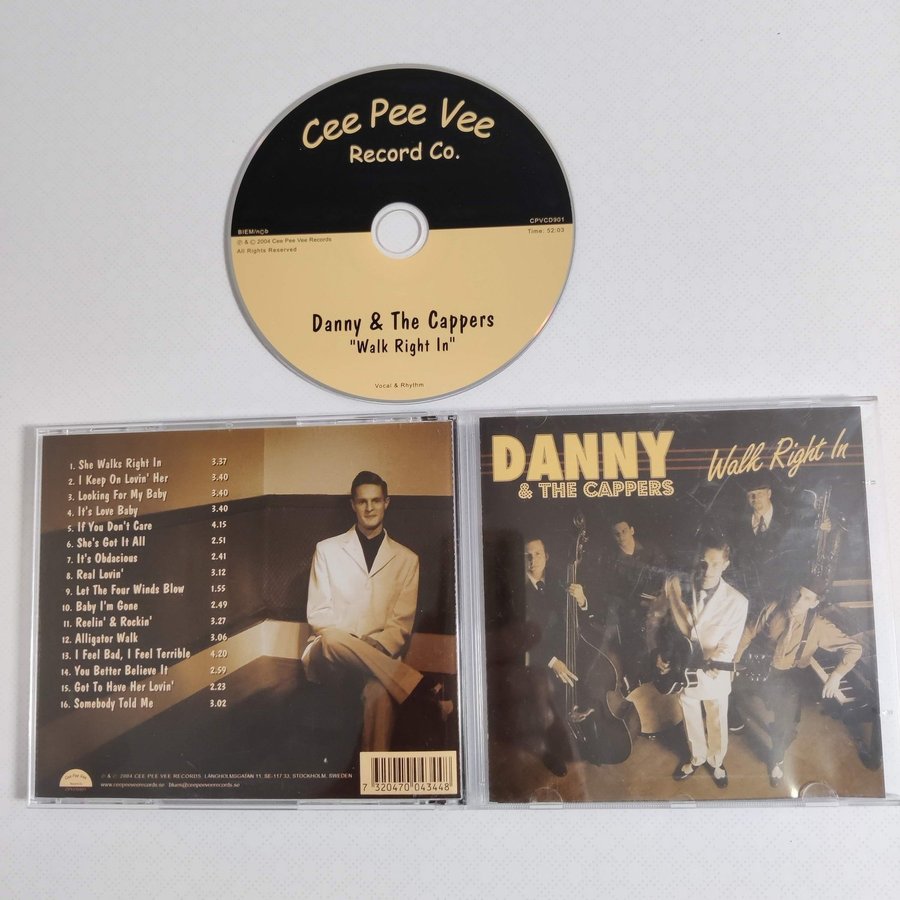 Cee Pee Vee
Record Co.
BIEM/n©b
CPVCD901
℗ & © 2004 Cee Pee Vee Records
Time: 52:03
All Rights Reserved
Danny & The Cappers
"Walk Right In"
Vocal & Rhythm
1. She Walks Right In 3.37
2. I Keep On Lovin' Her 3.40
3. Looking For My Baby 3.40
4. It's Love Baby 3.40
5. If You Don't Care 4.15
6. She's Got It All 2.51
7. It's Obdacious 2.41
8. Real Lovin' 3.12
9. Let The Four Winds Blow 1.55
10. Baby I'm Gone 2.49
11. Reelin' & Rockin' 3.27
12. Alligator Walk 3.06
13. I Feel Bad, I Feel Terrible 4.20
14. You Better Believe It 2.59
15. Got To Have Her Lovin' 2.23
16. Somebody Told Me 3.02
Cee Pee Vee
℗ & © 2004 CEE PEE VEE RECORDS, LÅNGHOLMSGATAN 11, SE-117 33, STOCKHOLM, SWEDEN
www.ceepeeveerecords.se blues@ceepeeveerecords.se
7 320470 043448
DANNY
& THE CAPPERS
Walk Right In